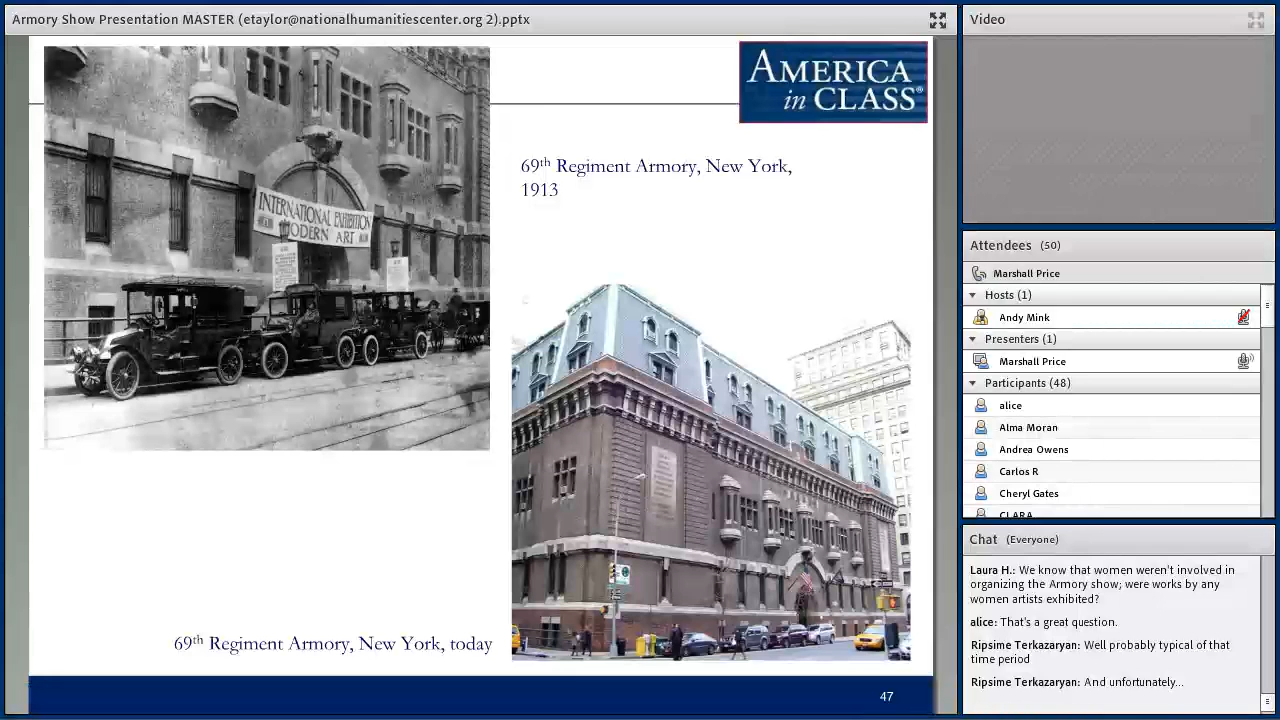 Armory Show Presentation MASTER (etaylor@nationalhumanitiescenter.org 2).pptx
AMERICA
in CLASS®
69th Regiment Armory, New York,
1913
INTERNATIONAL EXHIBITION
MODERN ART
69th Regiment Armory, New York, today
47
Video
Attendees (50)
Marshall Price
Hosts (1)
Andy Mink
Presenters (1)
Marshall Price
Participants (48)
alice
Alma Moran
Andrea Owens
Carlos R
Cheryl Gates
CLARA
Chat (Everyone)
Laura H.: We know that women weren't involved in
organizing the Armory show; were works by any
women artists exhibited?
alice: That's a great question.
Ripsime Terkazaryan: Well probably typical of that
time period
Ripsime Terkazaryan: And unfortunately...